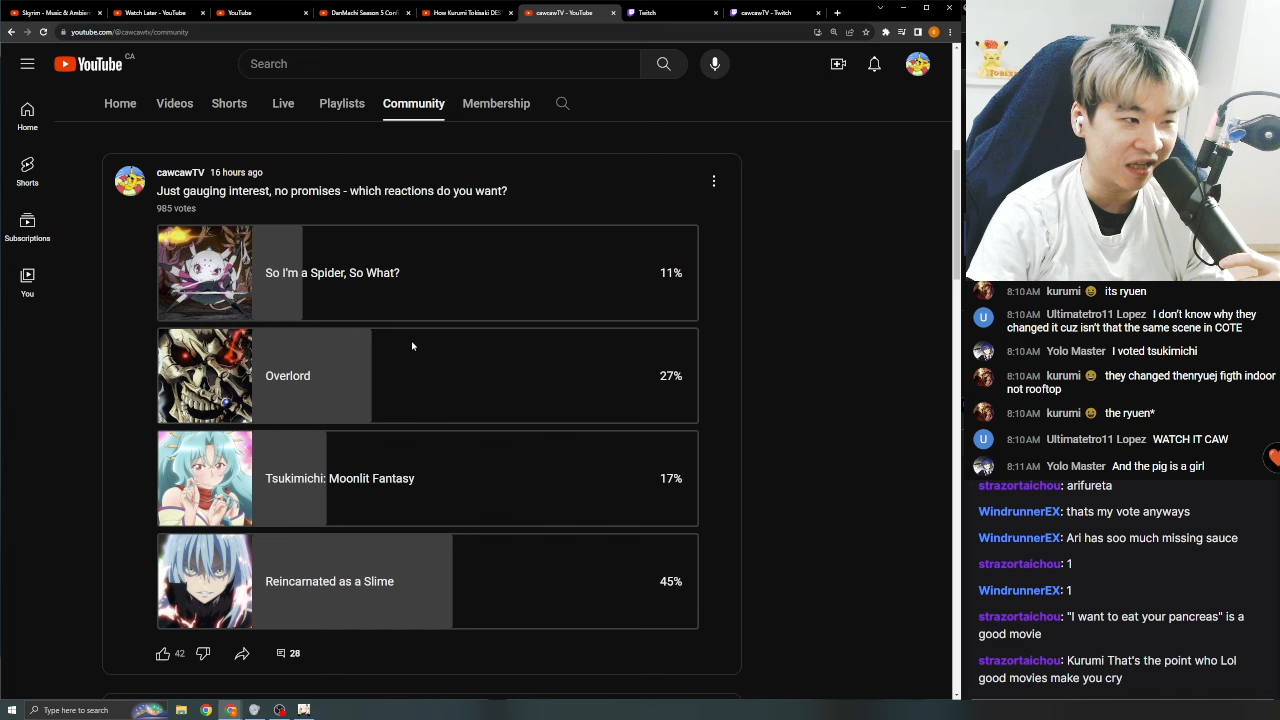 Skyrim - Music & Ambien
Watch Later - YouTube
YouTube
DanMachi Season 5 Conf
How Kurumi Tokisaki DES
cawcawTV - YouTube
Twitch
cawcawTV - Twitch
youtube.com/@cawcawtv/community
YouTube CA
Search
Home
Videos
Shorts
Live
Playlists
Community
Membership
Home
Shorts
Subscriptions
You
cawcawTV 16 hours ago
Just gauging interest, no promises - which reactions do you want?
985 votes
So I'm a Spider, So What? 11%
Overlord 27%
Tsukimichi: Moonlit Fantasy 17%
Reincarnated as a Slime 45%
42
28
8:10AM kurumi its ryuen
U 8:10AM Ultimatetro11 Lopez I don't know why they
changed it cuz isn't that the same scene in COTE
8:10AM Yolo Master I voted tsukimichi
8:10AM kurumi they changed thenryuej figth indoor
not rooftop
8:10AM kurumi the ryuen*
U 8:10AM Ultimatetro11 Lopez WATCH IT CAW
8:11AM Yolo Master And the pig is a girl
strazortaichou: arifureta
WindrunnerEX: thats my vote anyways
WindrunnerEX: Ari has soo much missing sauce
strazortaichou: 1
WindrunnerEX: 1
strazortaichou: "I want to eat your pancreas" is a
good movie
strazortaichou: Kurumi That's the point who Lol
good movies make you cry
Type here to search